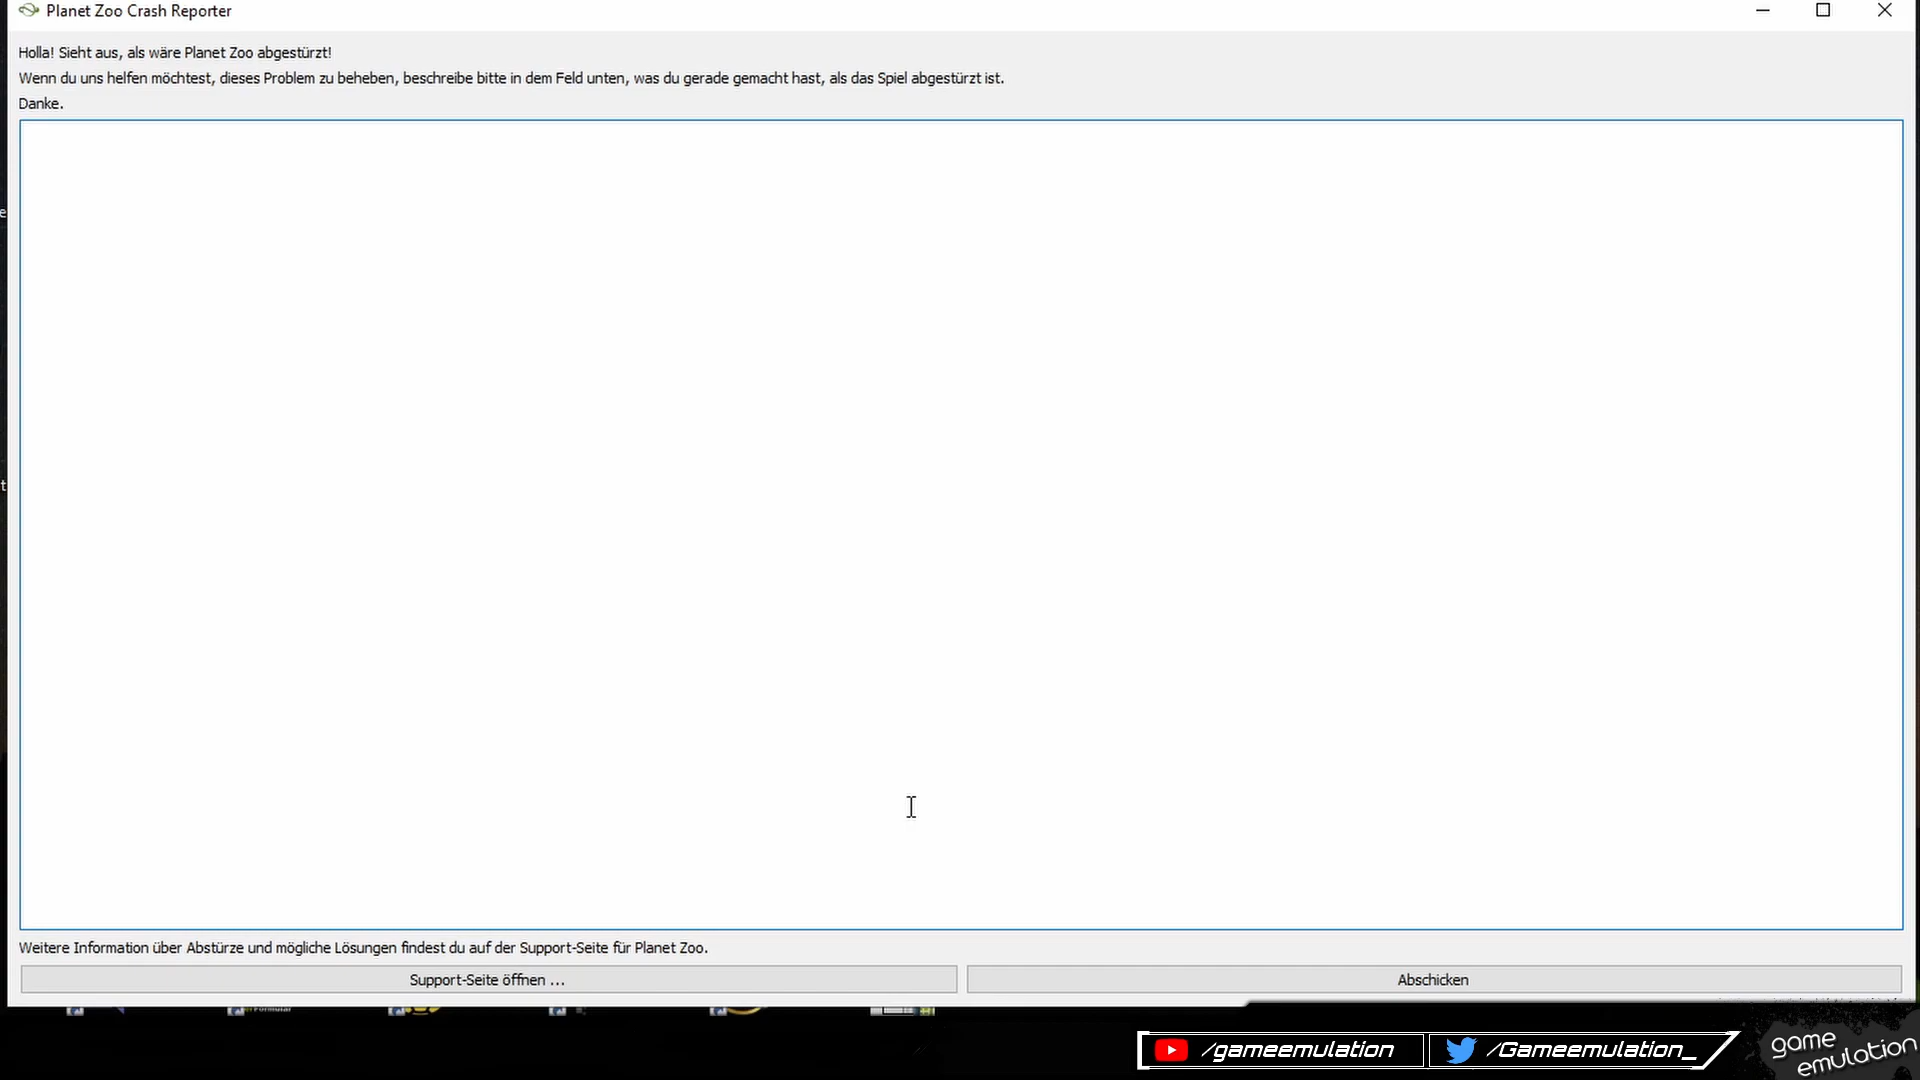 Planet Zoo Crash Reporter
Holla! Sieht aus, als wäre Planet Zoo abgestürzt!
Wenn du uns helfen möchtest, dieses Problem zu beheben, beschreibe bitte in dem Feld unten, was du gerade gemacht hast, als das Spiel abgestürzt ist.
Danke.
Weitere Information über Abstürze und mögliche Lösungen findest du auf der Support-Seite für Planet Zoo.
Support-Seite öffnen ...
Abschicken
/gameemulation
/Gameemulation_
game
emulation